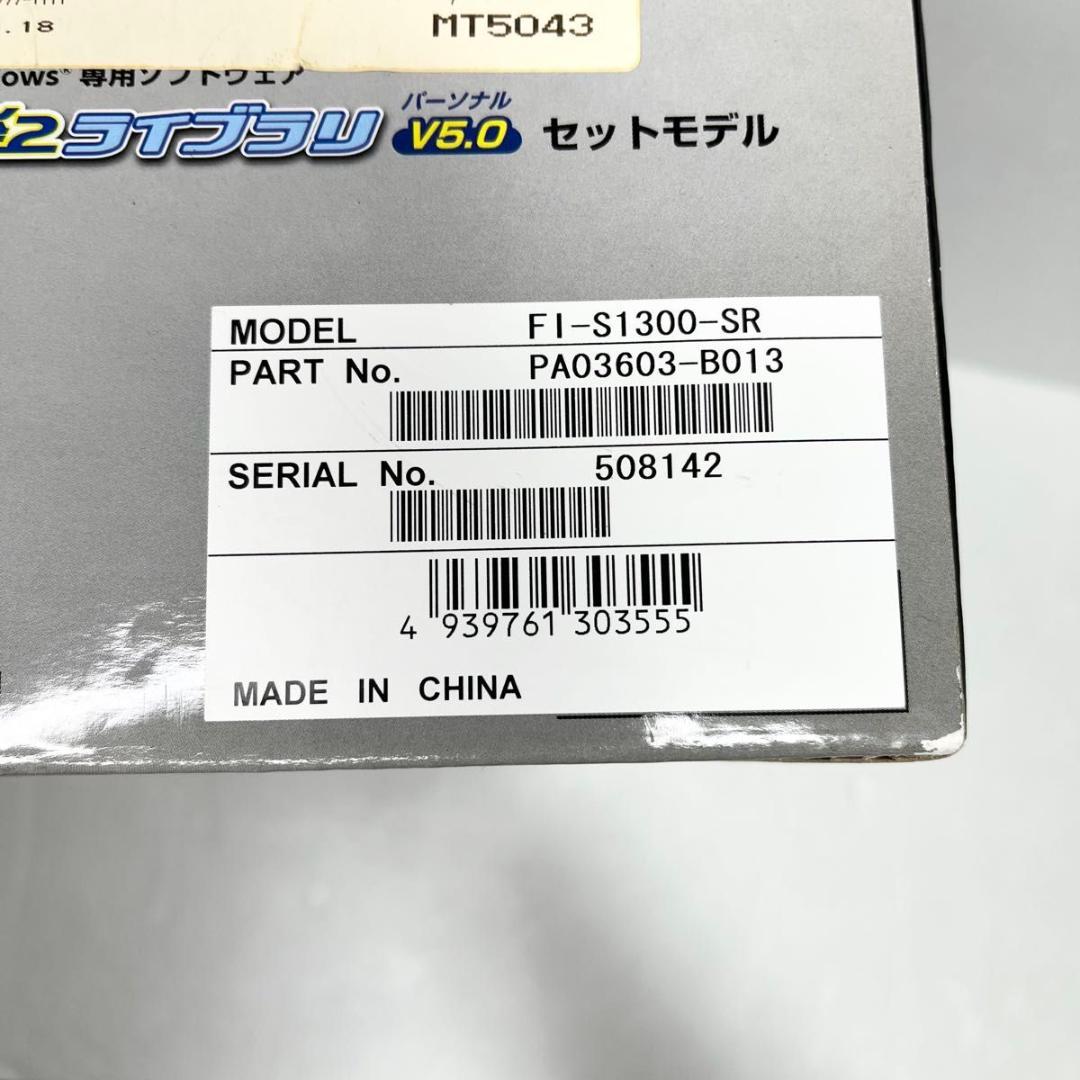 .18
MT5043
ows® 専用ソフトウェア
2ライブラリ パーソナル V5.0 セットモデル
MODEL FI-S1300-SR
PART No. PA03603-B013
SERIAL No. 508142
4 939761 303555
MADE IN CHINA